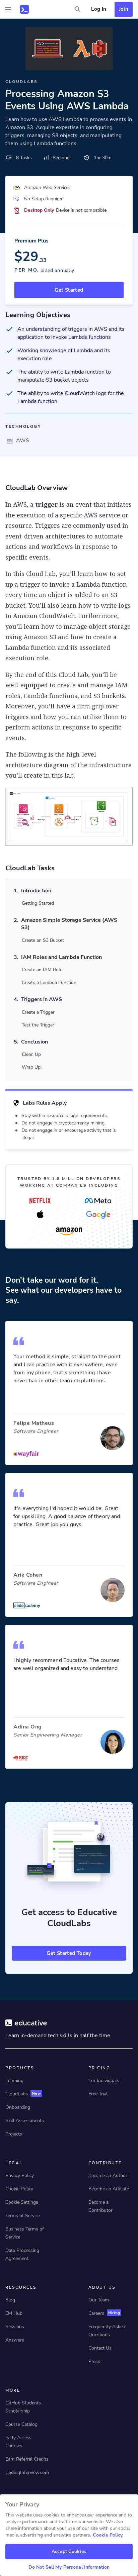 Log In
Join
CLOUDLABS
Processing Amazon S3
Events Using AWS Lambda
Learn how to use AWS Lambda to process events in
Amazon S3. Acquire expertise in configuring
triggers, managing S3 objects, and manipulating
them using Lambda functions.
8 Tasks
Beginner
1hr 30m
Amazon Web Services
No Setup Required
Desktop Only Device is not compatible
Premium Plus
$29.33
PER MO, billed annually
Get Started
Learning Objectives
An understanding of triggers in AWS and its
application to invoke Lambda functions
Working knowledge of Lambda and its
execution role
The ability to write Lambda function to
manipulate S3 bucket objects
The ability to write CloudWatch logs for the
Lambda function
TECHNOLOGY
AWS
CloudLab Overview
In AWS, a trigger is an event that initiates the
execution of a specific AWS service or
resource. Triggers are commonly used in
event-driven architectures to automate
actions and workflows in response to
specific events.
In this Cloud Lab, you'll learn how to set
up a trigger to invoke a Lambda function
every time an object is added to your S3
bucket. You'll also learn how to write logs
to Amazon CloudWatch. Furthermore,
you'll learn how to manage object storage
using Amazon S3 and how to create a
Lambda function and its associated
execution role.
By the end of this Cloud Lab, you'll be
well-equipped to create and manage IAM
roles, Lambda functions, and S3 buckets.
Moreover, you'll have a firm grip over
triggers and how you can use them to
perform actions in response to specific
events.
The following is the high-level
architecture diagram of the infrastructure
you'll create in this lab:
CloudLab Tasks
1. Introduction
Getting Started
2. Amazon Simple Storage Service (AWS
S3)
Create an S3 Bucket
3. IAM Roles and Lambda Function
Create an IAM Role
Create a Lambda Function
4. Triggers in AWS
Create a Trigger
Test the Trigger
5. Conclusion
Clean Up
Wrap Up!
Labs Rules Apply
Stay within resource usage requirements.
Do not engage in cryptocurrency mining.
Do not engage in or encourage activity that is
illegal.
TRUSTED BY 1.8 MILLION DEVELOPERS
WORKING AT COMPANIES INCLUDING
NETFLIX
Meta
Google
amazon
Don't take our word for it.
See what our developers have to
say.
Your method is simple, straight to the point
and I can practice with it everywhere, even
from my phone, that's something I have
never had in other learning platforms.
Felipe Matheus
Software Engineer
wayfair
It's everything I'd hoped it would be. Great
for upskilling. A good balance of theory and
practice. Great job you guys
Arik Cohen
Software Engineer
codecademy
I highly recommend Educative. The courses
are well organized and easy to understand.
Adina Ong
Senior Engineering Manager
Get access to Educative
CloudLabs
Get Started Today
educative
Learn in-demand tech skills in half the time
PRODUCTS
Learning
CloudLabs New
Onboarding
Skill Assessments
Projects
PRICING
For Individuals
Free Trial
LEGAL
Privacy Policy
Cookie Policy
Cookie Settings
Terms of Service
Business Terms of
Service
Data Processing
Agreement
CONTRIBUTE
Become an Author
Become an Affiliate
Become a
Contributor
RESOURCES
Blog
EM Hub
Sessions
Answers
ABOUT US
Our Team
Careers Hiring
Frequently Asked
Questions
Contact Us
Press
MORE
GitHub Students
Scholarship
Course Catalog
Early Access
Courses
Earn Referral Credits
CodingInterview.com
Your Privacy
This website uses cookies to enhance user experience and to
analyze performance and traffic on our website. We also share
information about your use of our site with our social media,
advertising and analytics partners. Cookie Policy
Accept Cookies
Do Not Sell My Personal Information